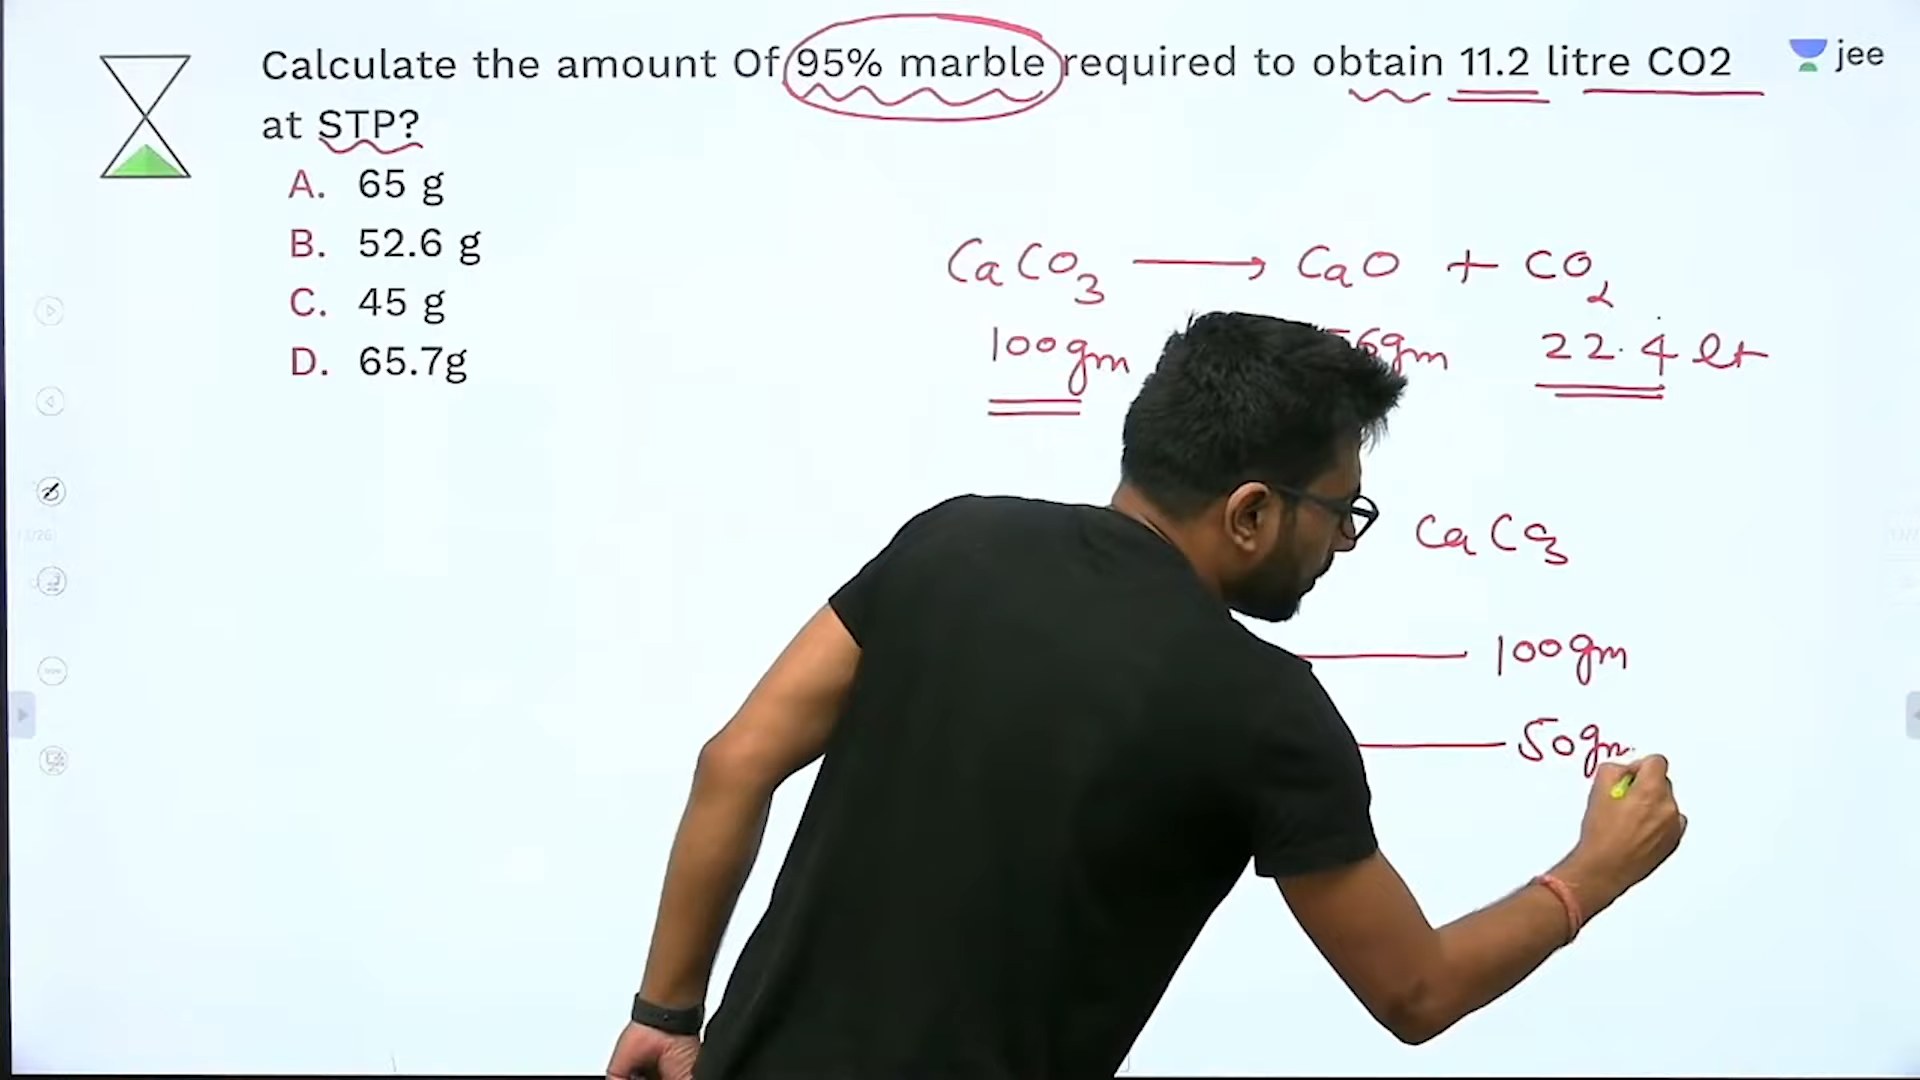 Calculate the amount Of 95% marble required to obtain 11.2 litre CO2
at STP?
A. 65 g
B. 52.6 g
C. 45 g
D. 65.7g
jee
CaCO3 → CaO + CO2
100gm 6gm 22.4 lt
CaCO3
100gm
50gm